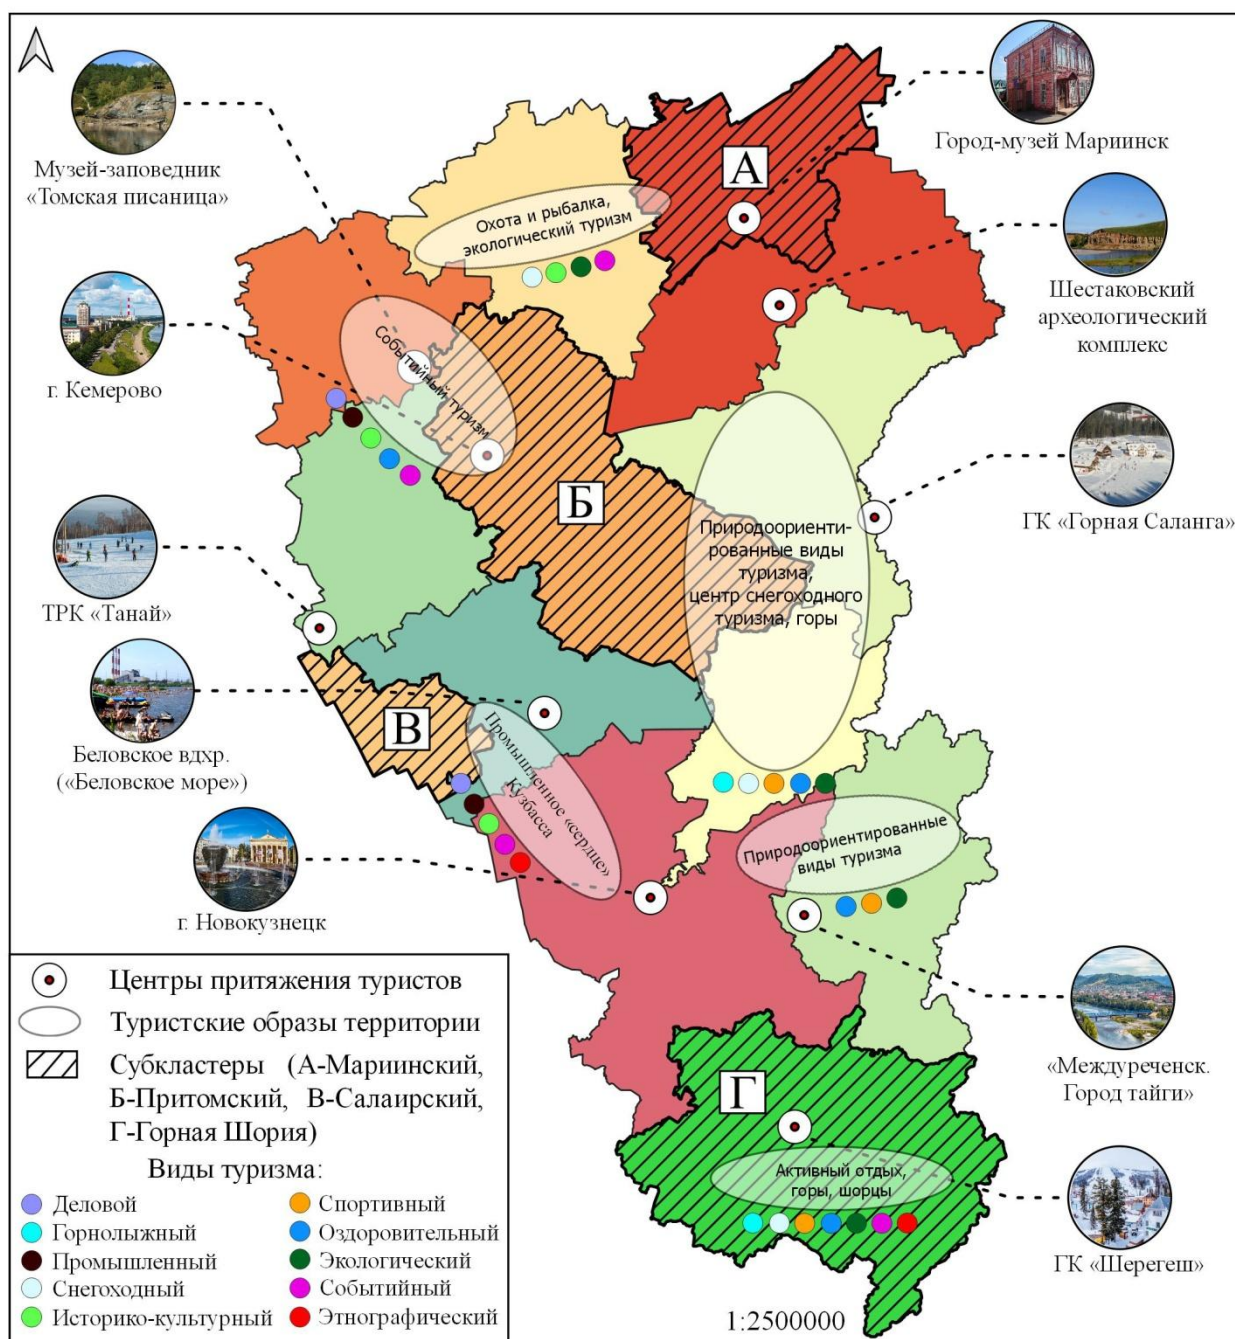 Музей-заповедник
«Томская писаница»
г. Кемерово
ТРК «Танай»
Беловское вдхр.
(«Беловское море»)
г. Новокузнецк
Город-музей Мариинск
Шестаковский
археологический
комплекс
ГК «Горная Саланга»
«Междуреченск.
Город тайги»
ГК «Шерегеш»
А
Охота и рыбалка,
экологический туризм
Событийный туризм
Б
Природоориенти-
рованные виды
туризма,
центр снегоходного
туризма, горы
В
Промышленное «сердце»
Кузбасса
Природоориентированные
виды туризма
Г
Активный отдых,
горы, шорцы
Центры притяжения туристов
Туристские образы территории
Субкластеры (А-Мариинский,
Б-Притомский, В-Салаирский,
Г-Горная Шория)
Виды туризма:
Деловой
Горнолыжный
Промышленный
Снегоходный
Историко-культурный
Спортивный
Оздоровительный
Экологический
Событийный
Этнографический
1:2500000